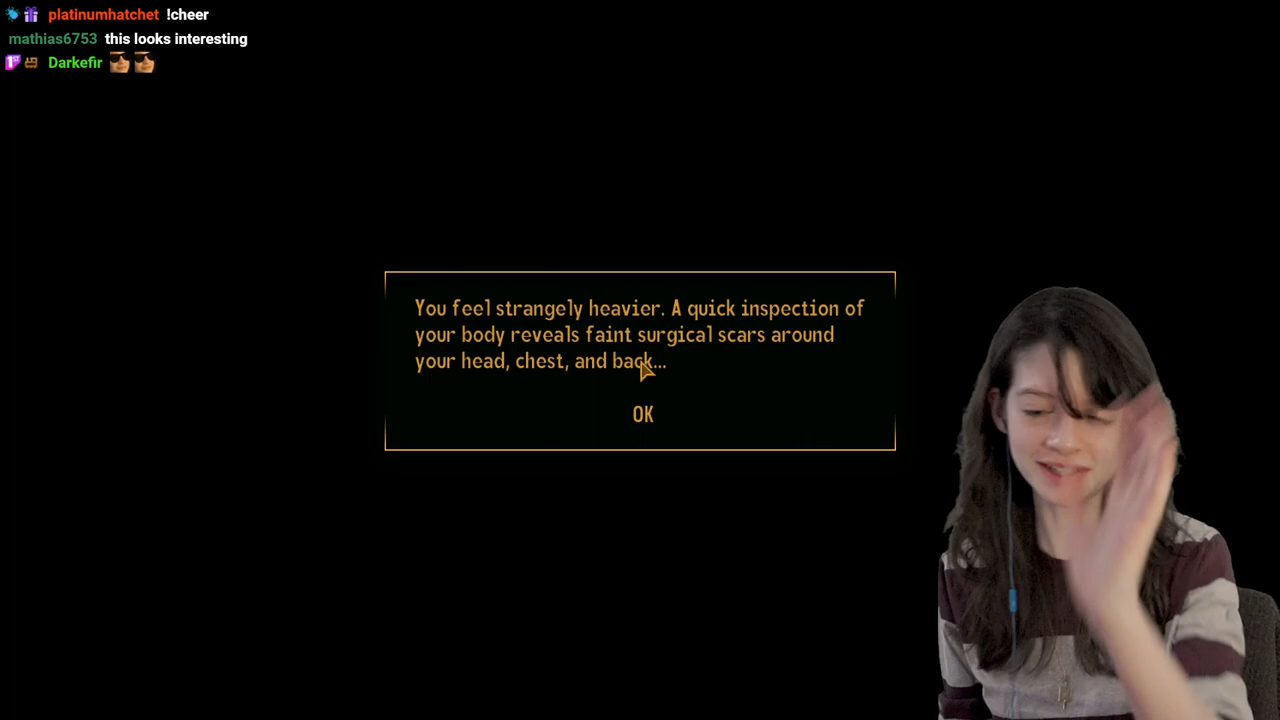 platinumhatchet !cheer
mathias6753 this looks interesting
Darkefir
You feel strangely heavier. A quick inspection of
your body reveals faint surgical scars around
your head, chest, and back...
OK